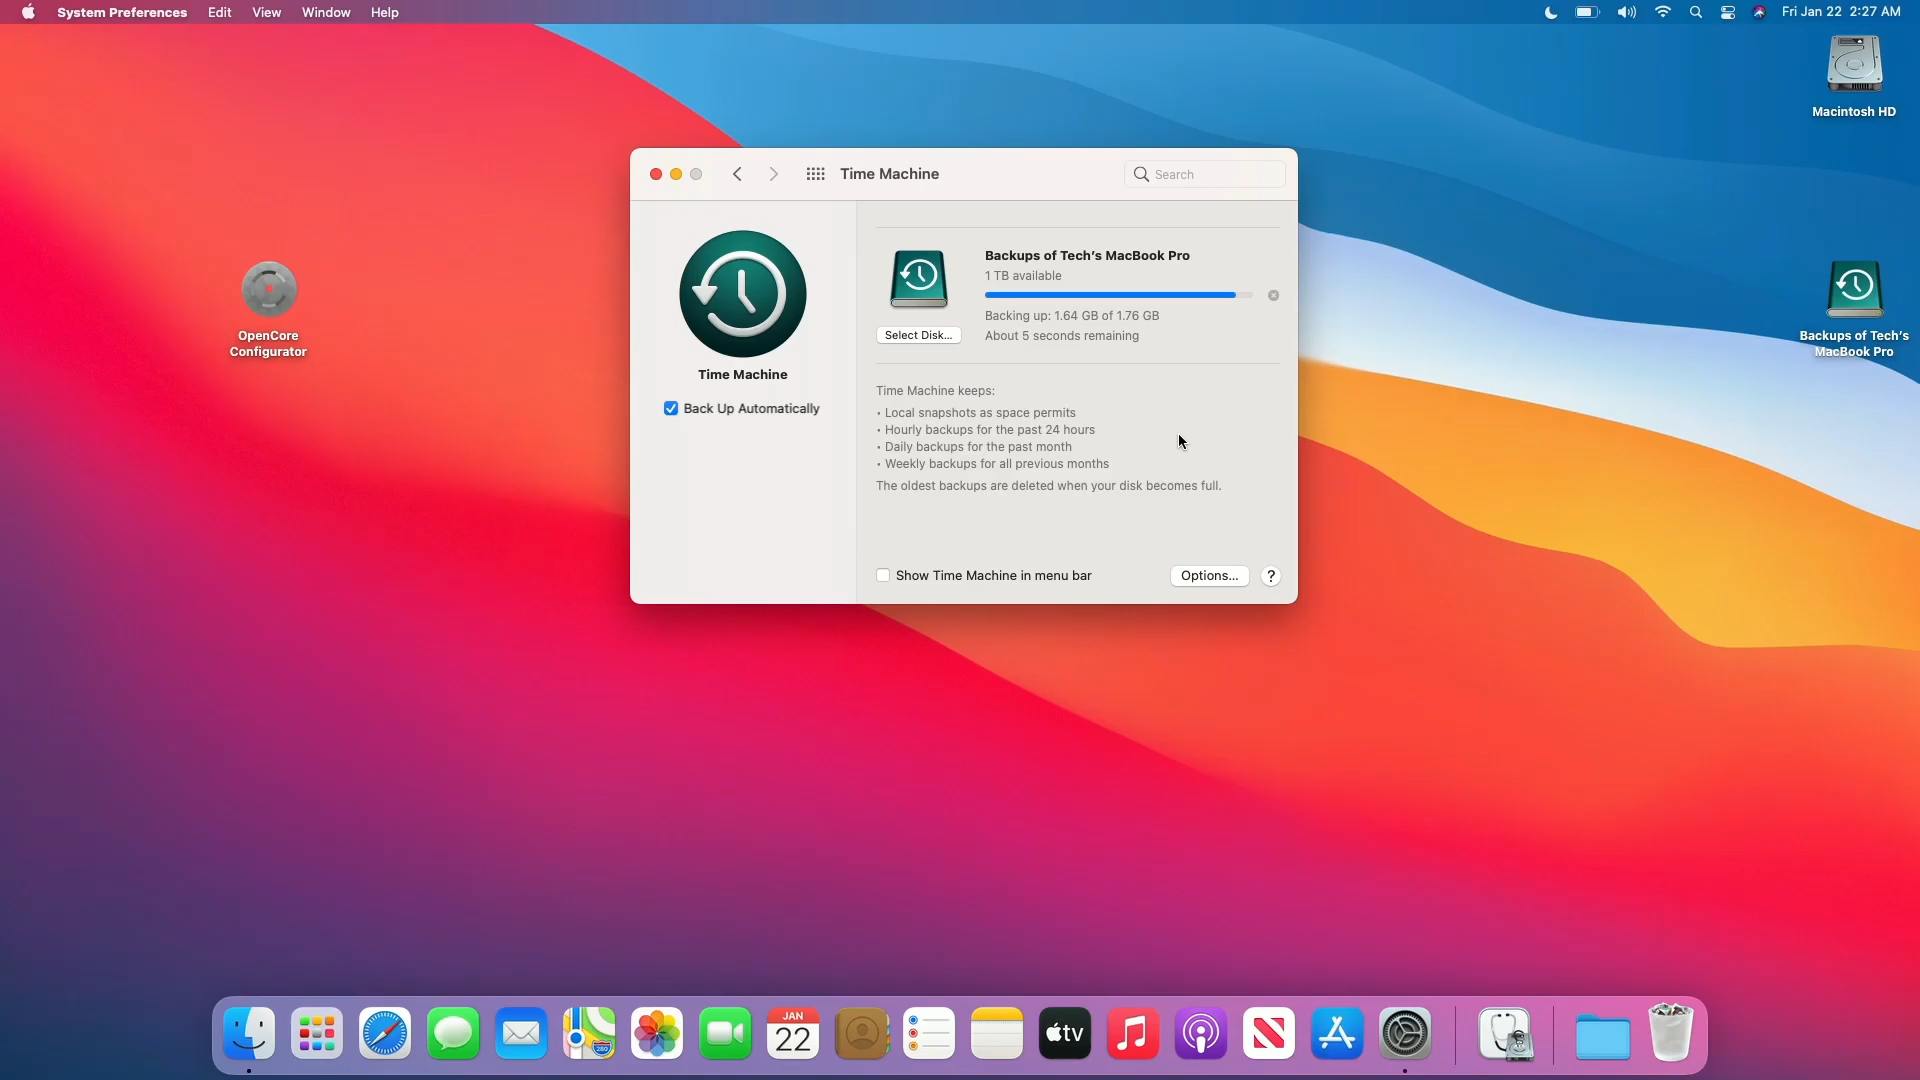 System Preferences Edit View Window Help
Fri Jan 22 2:27 AM
Macintosh HD
Time Machine
Search
Backups of Tech's MacBook Pro
1 TB available
Backing up: 1.64 GB of 1.76 GB
Select Disk...
About 5 seconds remaining
OpenCore
Configurator
Backups of Tech's
MacBook Pro
Time Machine
Back Up Automatically
Time Machine keeps:
• Local snapshots as space permits
• Hourly backups for the past 24 hours
• Daily backups for the past month
• Weekly backups for all previous months
The oldest backups are deleted when your disk becomes full.
Show Time Machine in menu bar
Options...
?
280
JAN
22
tv